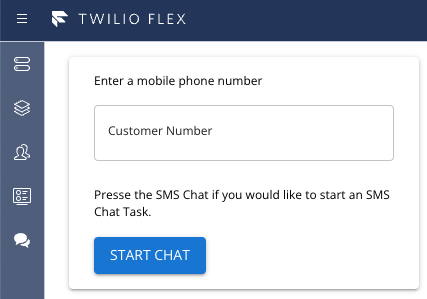 TWILIO FLEX
Enter a mobile phone number
Customer Number
Presse the SMS Chat if you would like to start an SMS
Chat Task.
START CHAT